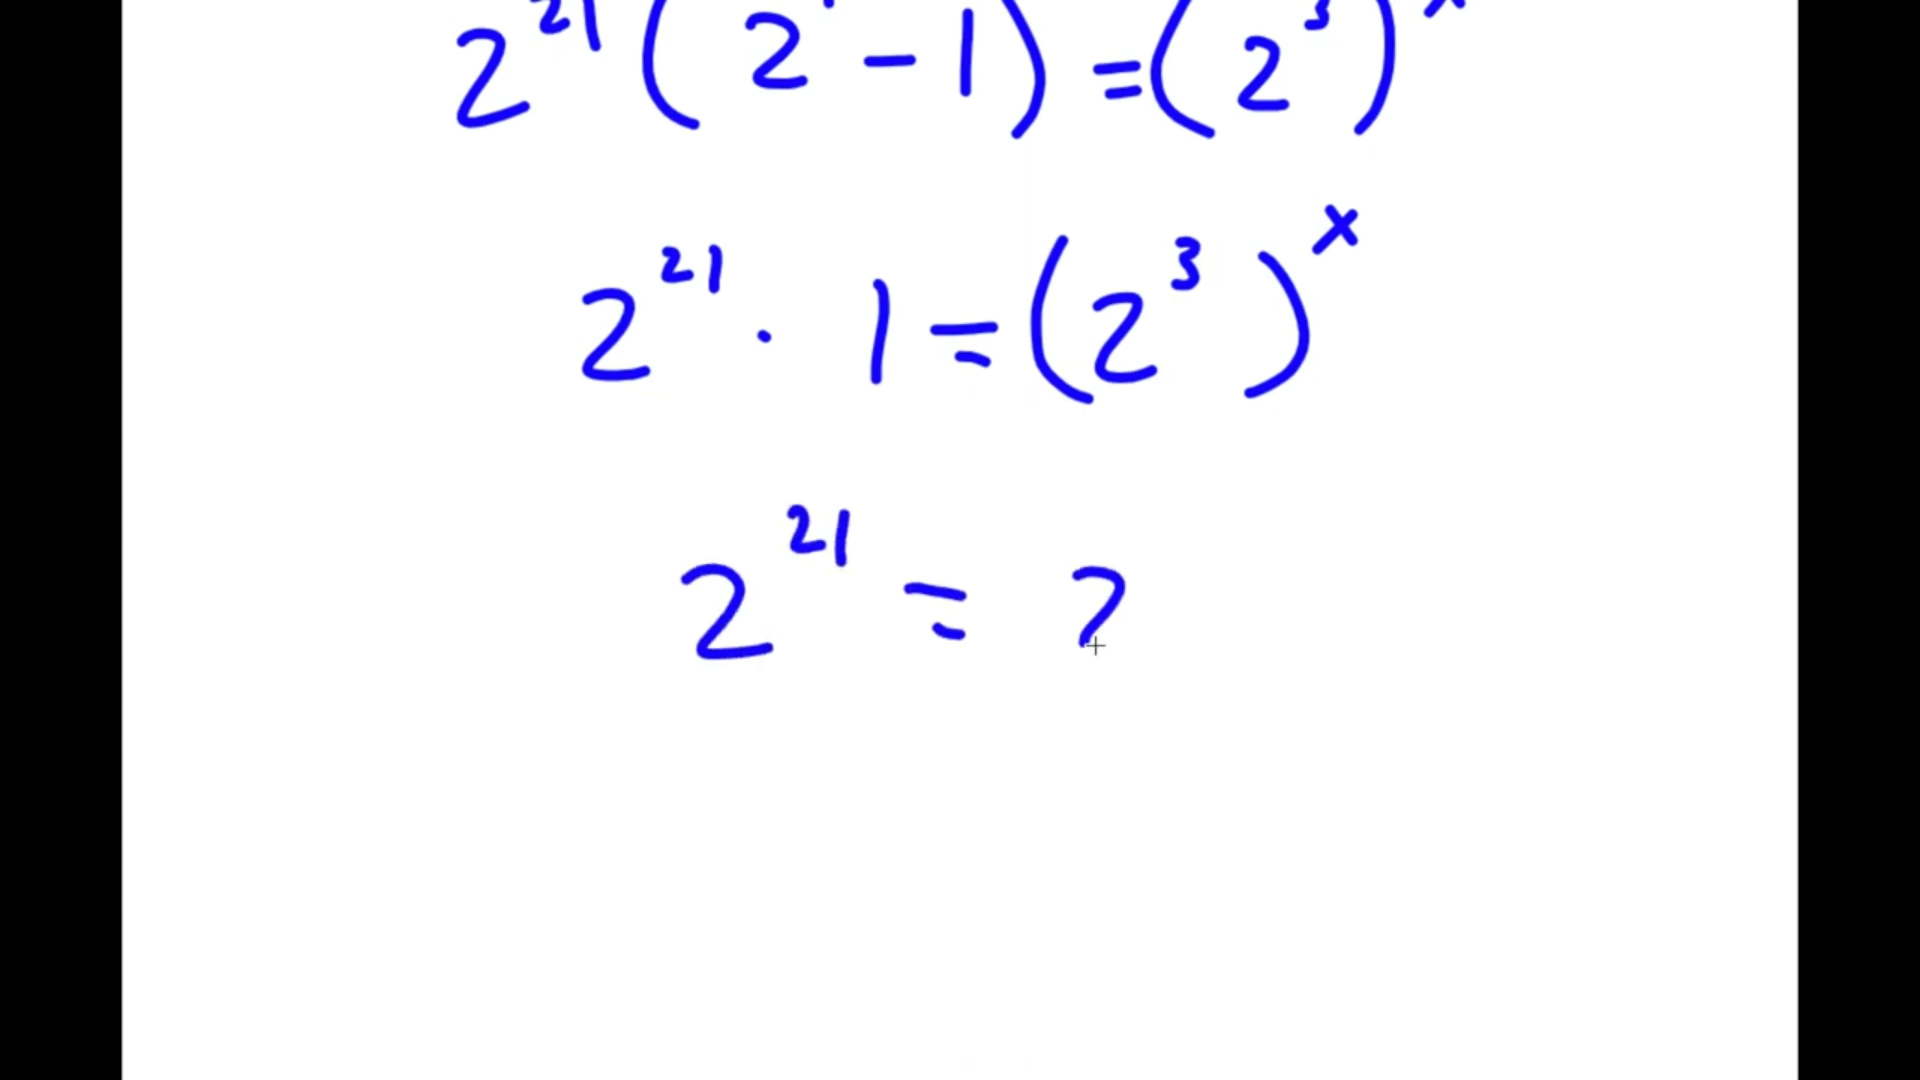 2²¹(2¹ - 1) = (2³)ˣ
2²¹ · 1 = (2³)ˣ
2²¹ = 2